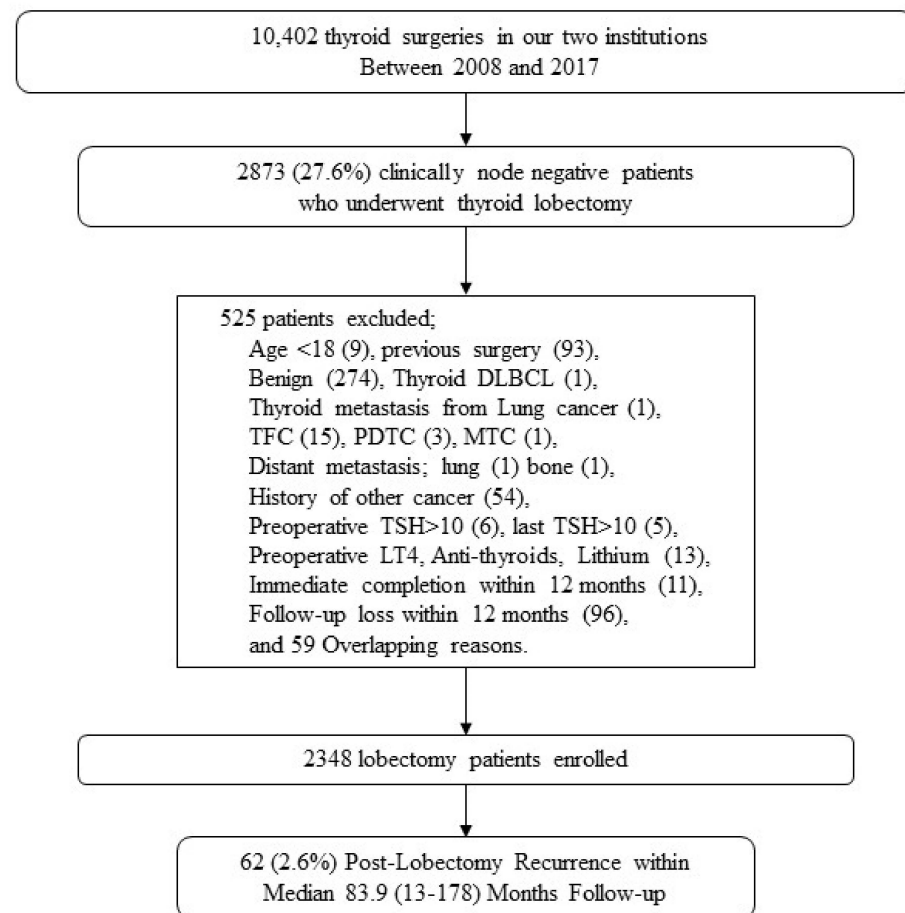 10,402 thyroid surgeries in our two institutions
Between 2008 and 2017
2873 (27.6%) clinically node negative patients
who underwent thyroid lobectomy
525 patients excluded;
Age <18 (9), previous surgery (93),
Benign (274), Thyroid DLBCL (1),
Thyroid metastasis from Lung cancer (1),
TFC (15), PDTC (3), MTC (1),
Distant metastasis; lung (1) bone (1),
History of other cancer (54),
Preoperative TSH>10 (6), last TSH>10 (5),
Preoperative LT4, Anti-thyroids, Lithium (13),
Immediate completion within 12 months (11),
Follow-up loss within 12 months (96),
and 59 Overlapping reasons.
2348 lobectomy patients enrolled
62 (2.6%) Post-Lobectomy Recurrence within
Median 83.9 (13-178) Months Follow-up